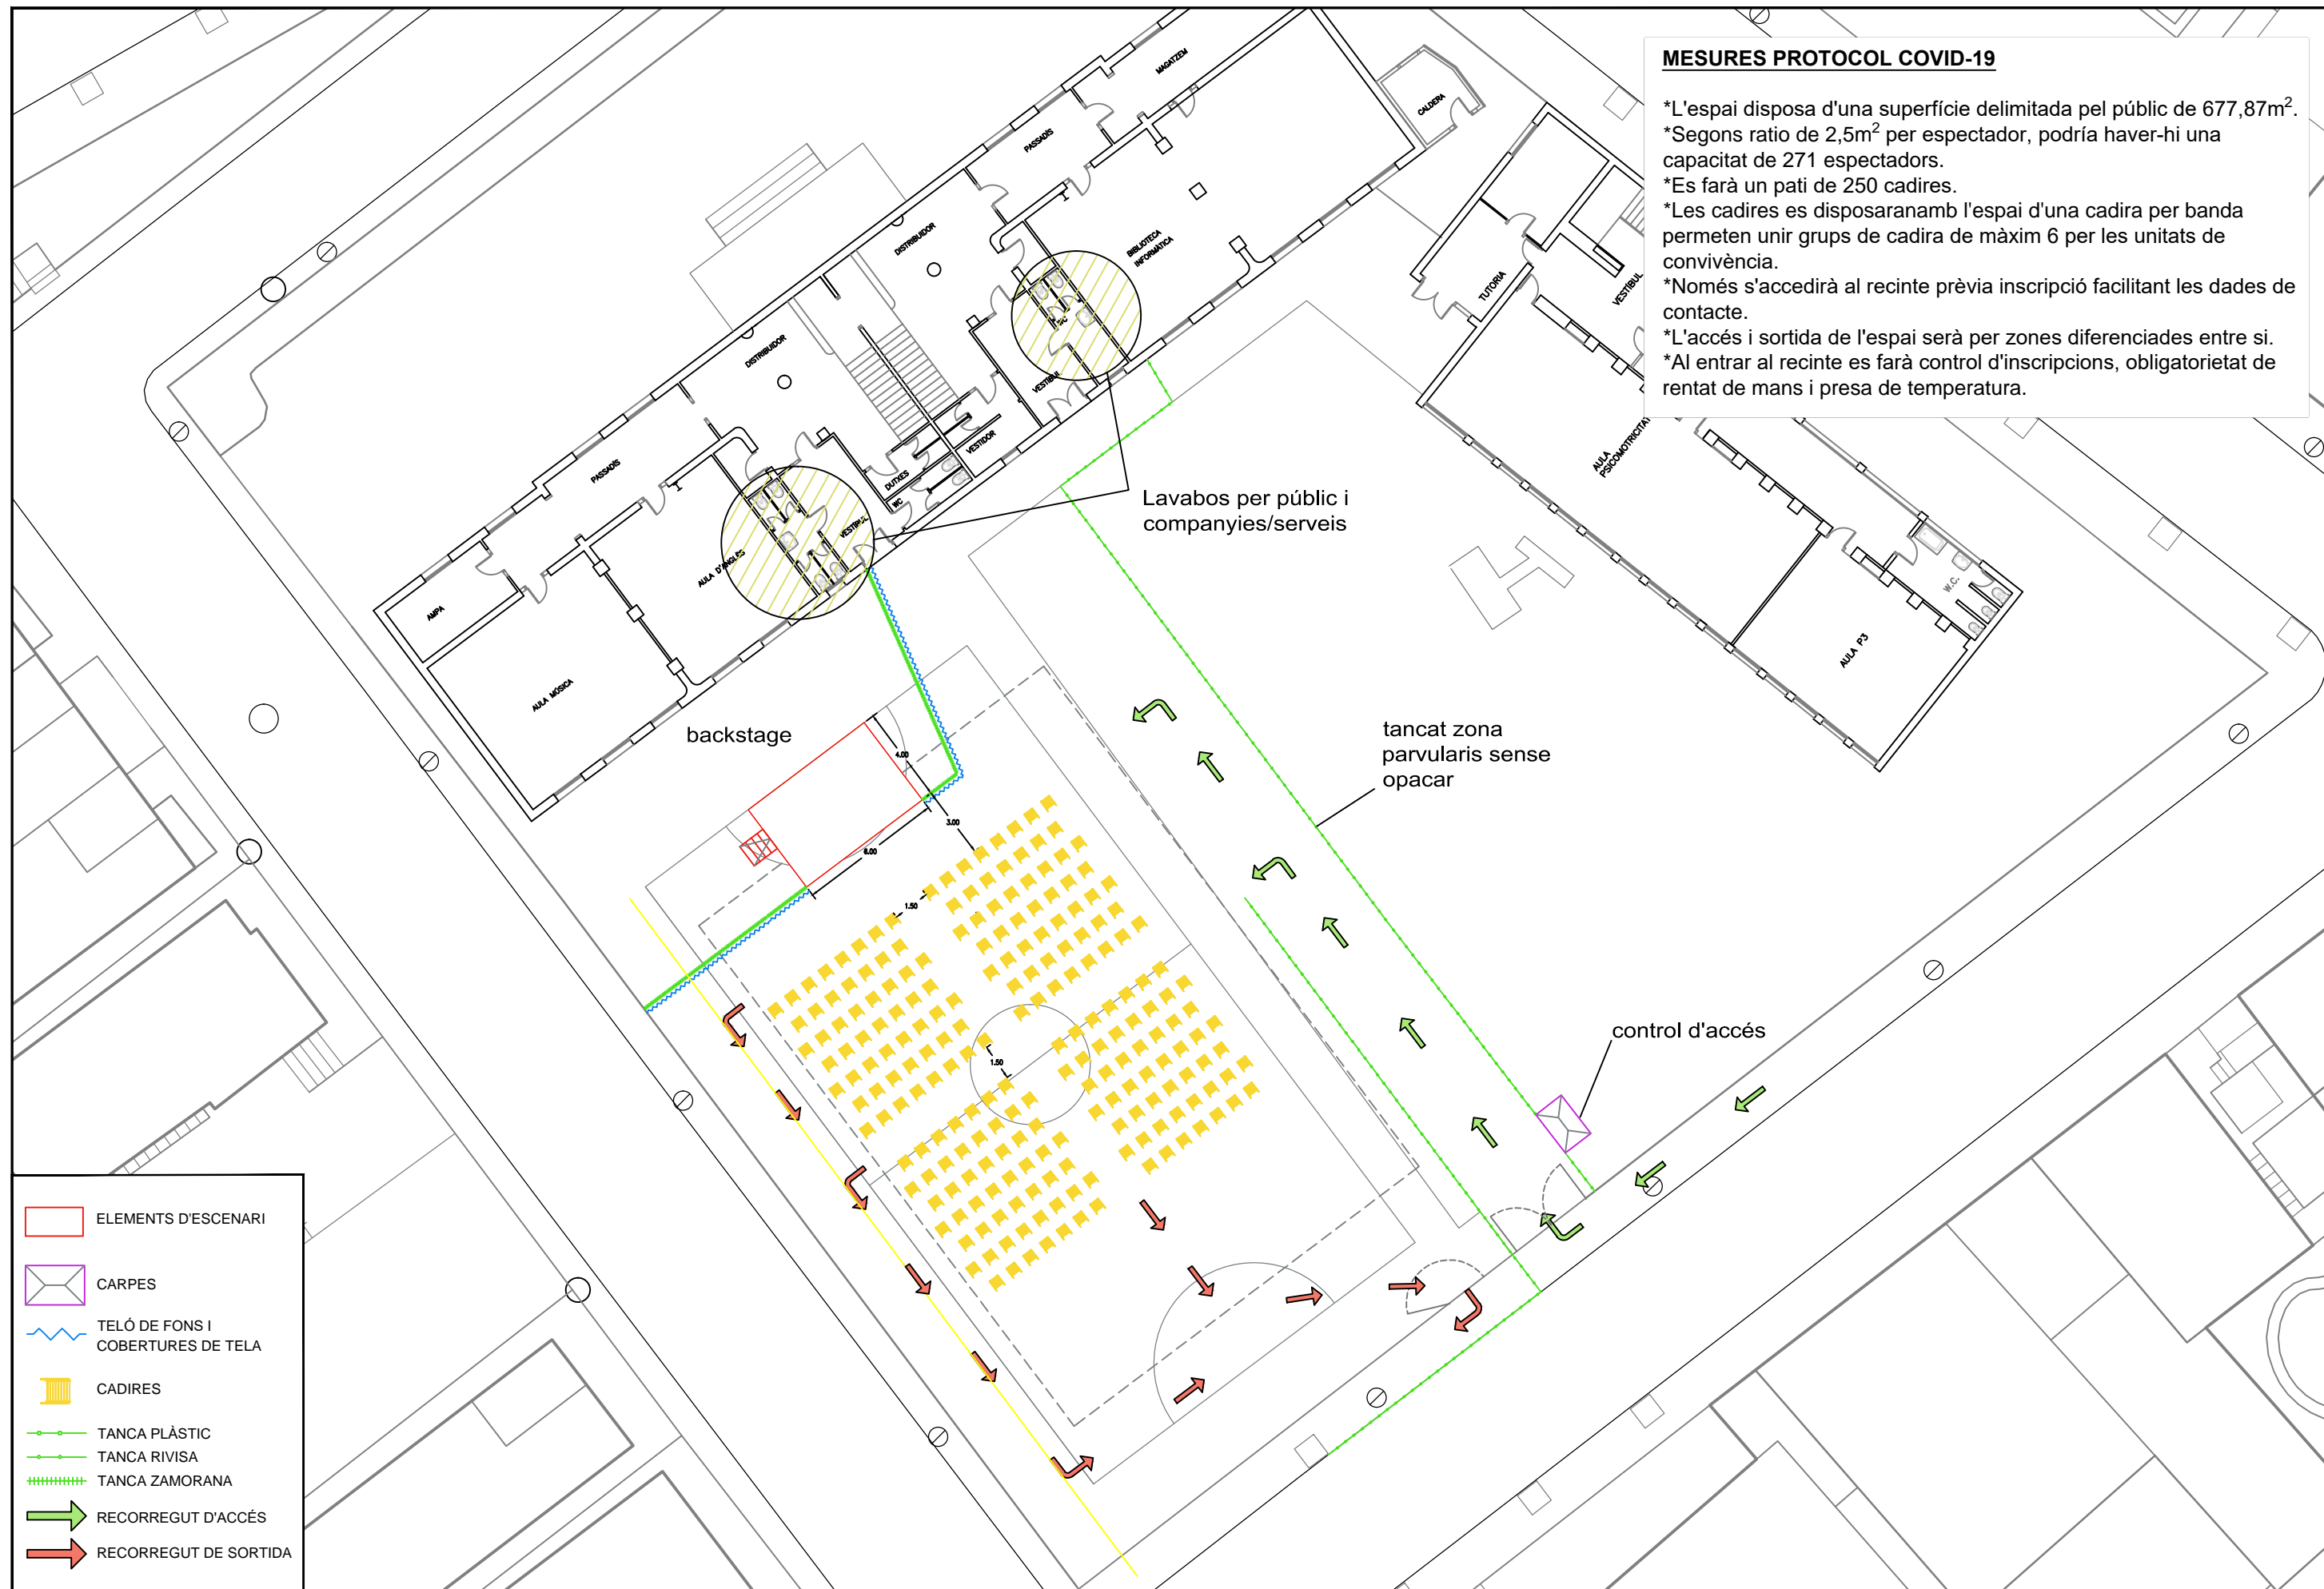 MESURES PROTOCOL COVID-19
*L'espai disposa d'una superfície delimitada pel públic de 677,87m².
*Segons ratio de 2,5m² per espectador, podría haver-hi una
capacitat de 271 espectadors.
*Es farà un pati de 250 cadires.
*Les cadires es disposaranamb l'espai d'una cadira per banda
permeten unir grups de cadira de màxim 6 per les unitats de
convivència.
*Només s'accedirà al recinte prèvia inscripció facilitant les dades de
contacte.
*L'accés i sortida de l'espai serà per zones diferenciades entre si.
*Al entrar al recinte es farà control d'inscripcions, obligatorietat de
rentat de mans i presa de temperatura.
MAGATZEM
CALDERA
PASSADÍS
DISTRIBUIDOR
BIBLIOTECA
INFORMÀTICA
TUTORIA
VESTÍBUL
WC
DISTRIBUIDOR
VESTÍBUL
PASSADÍS
VESTIDOR
DUTXES
WC
VESTÍBUL
AULA
PSICOMOTRICITAT
AULA D'ANGLÈS
AMPA
AULA MÚSICA
W.C.
AULA P3
Lavabos per públic i
companyies/serveis
backstage
tancat zona
parvularis sense
opacar
4.00
3.00
6.00
1.50
1.50
control d'accés
ELEMENTS D'ESCENARI
CARPES
TELÓ DE FONS I
COBERTURES DE TELA
CADIRES
TANCA PLÀSTIC
TANCA RIVISA
TANCA ZAMORANA
RECORREGUT D'ACCÉS
RECORREGUT DE SORTIDA